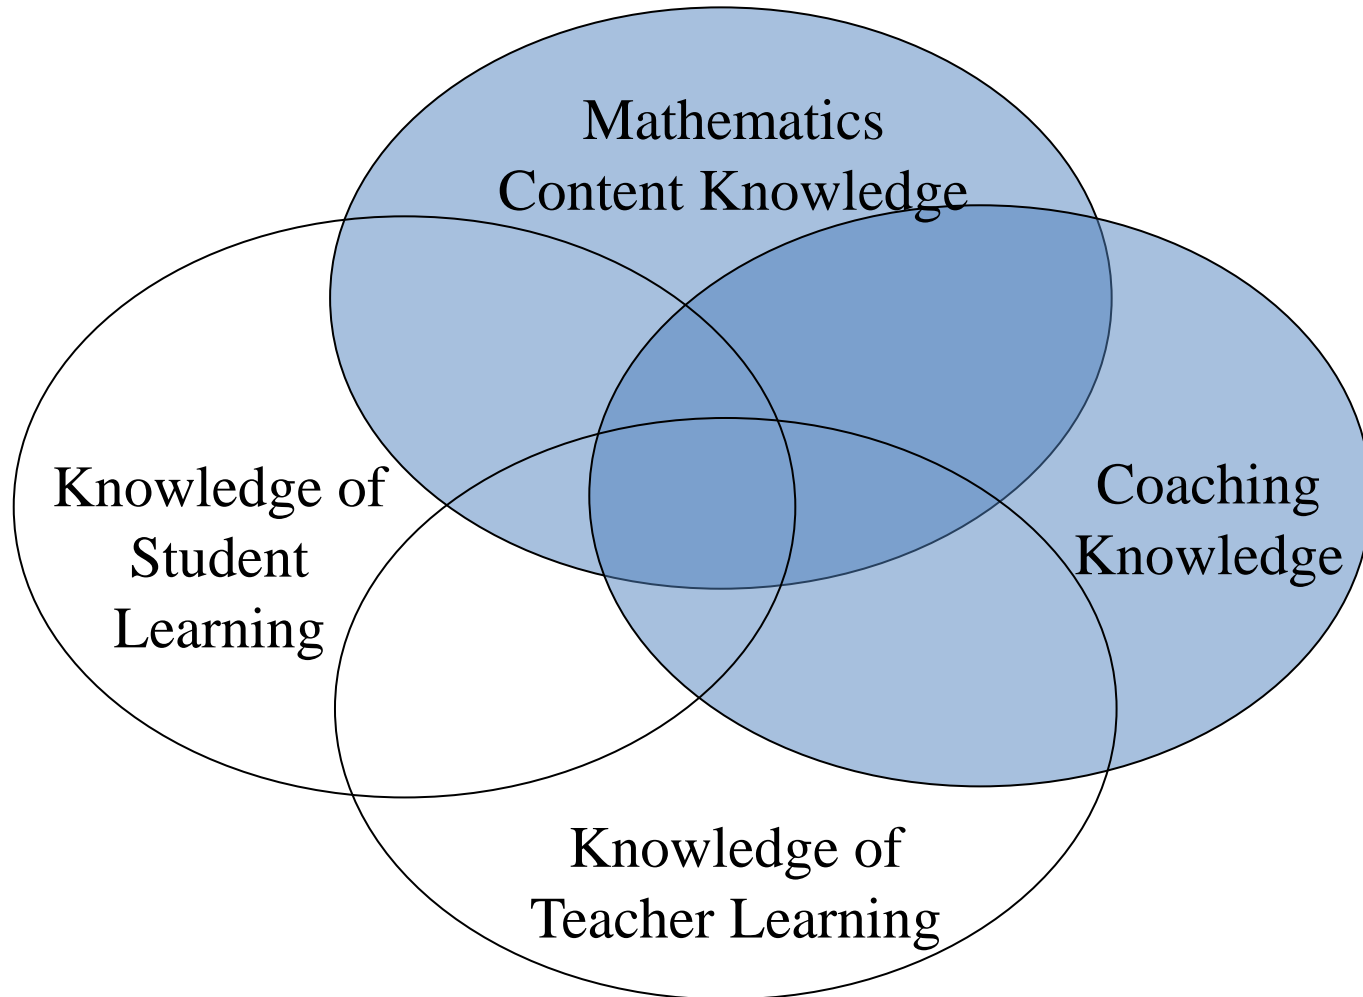 Mathematics
Content Knowledge
Knowledge of
Student
Learning
Coaching
Knowledge
Knowledge of
Teacher Learning